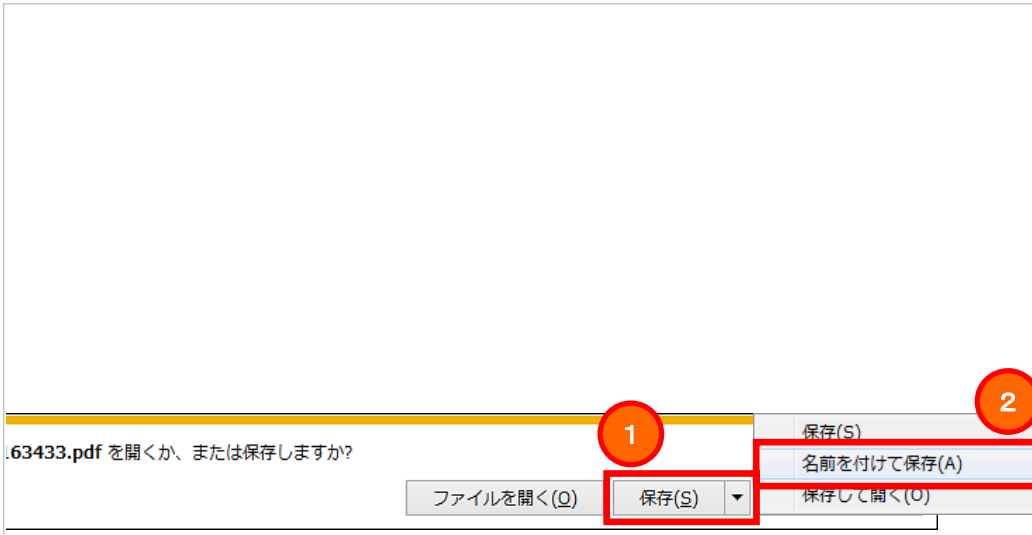 2
1
保存(S)
163433.pdf を開くか、または保存しますか?
名前を付けて保存(A)
ファイルを開く(O)
保存(S)
保存して開く(O)